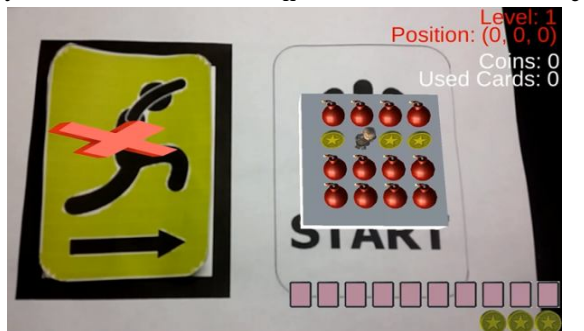 Level: 1
Position: (0, 0, 0)
Coins: 0
Used Cards: 0
START